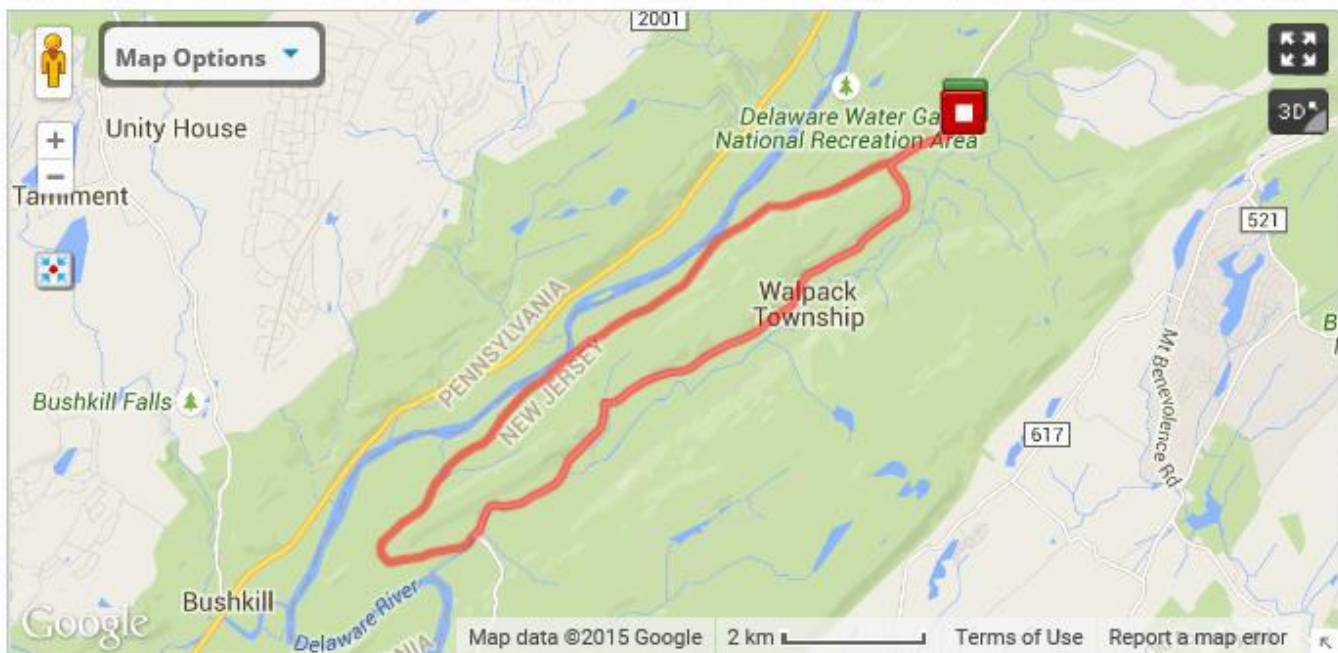 2001
Map Options
Unity House
Tamiment
Delaware Water Ga
National Recreation Area
3D
521
Walpack
Township
PENNSYLVANIA
NEW JERSEY
Bushkill Falls
617
Mt Benevolence Rd
Bushkill
Delaware River
Google
Map data ©2015 Google
2 km
Terms of Use
Report a map error